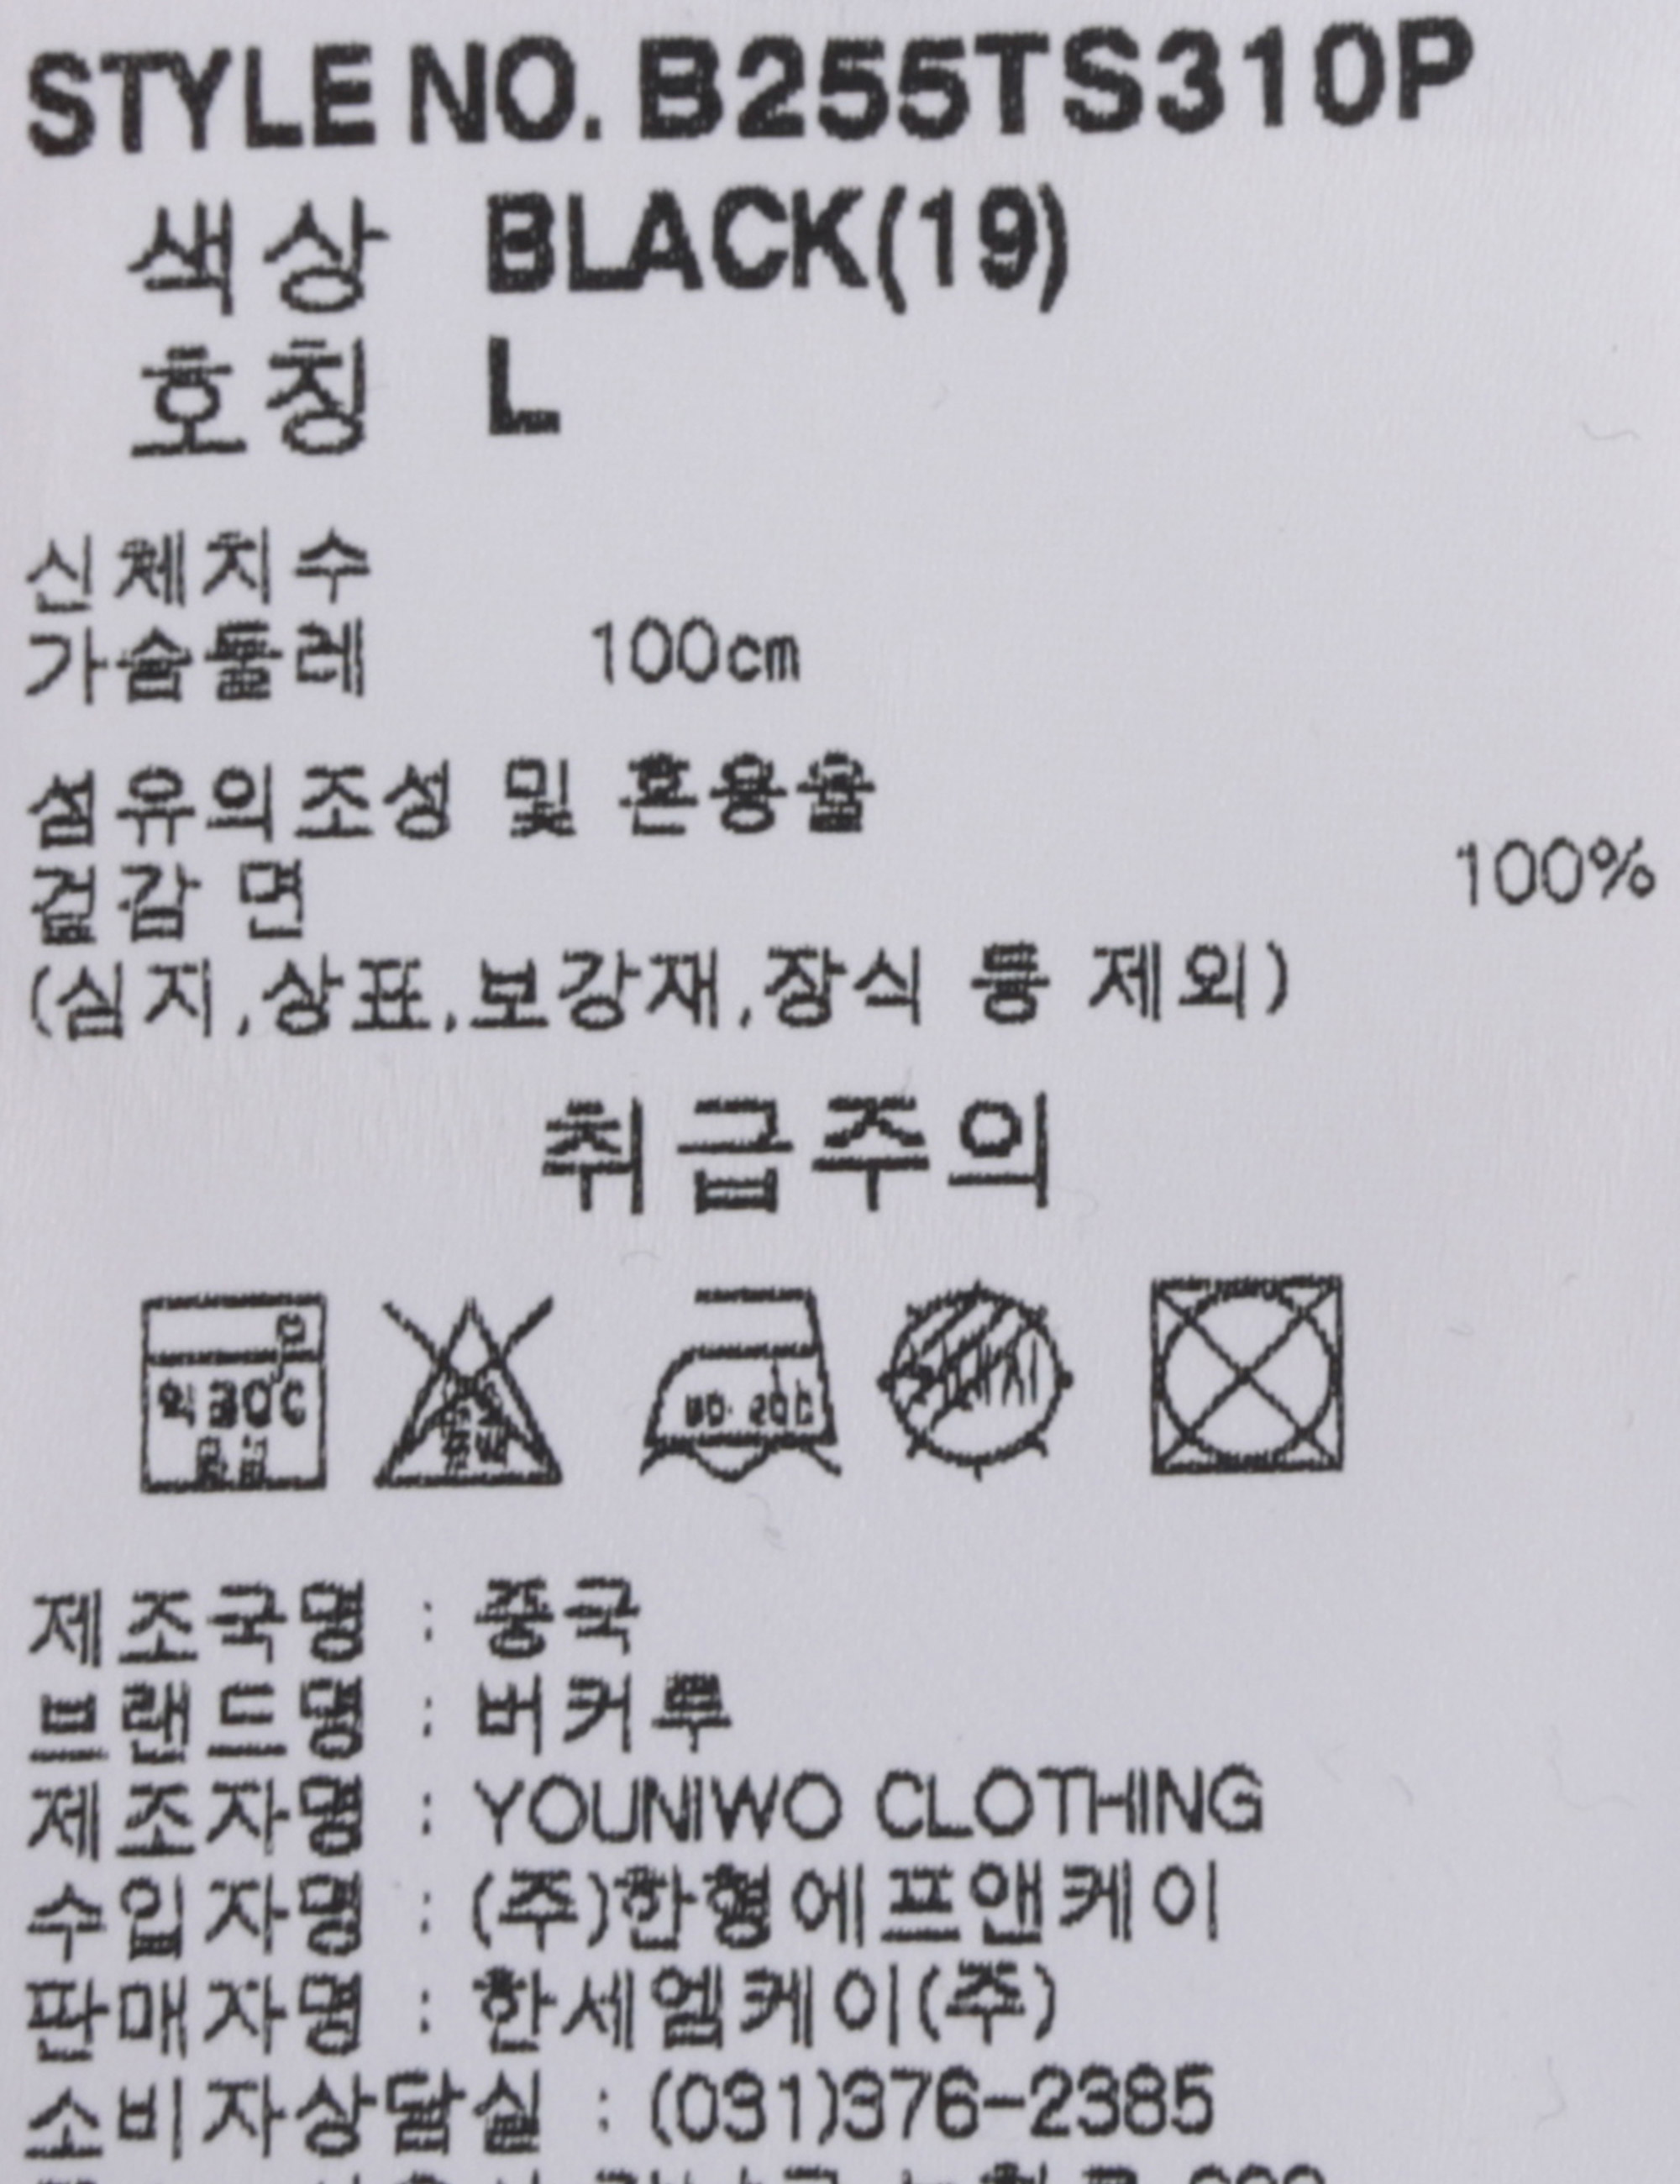 STYLE NO. B255TS310P
색상 BLACK(19)
호칭 L
신체치수
가슴둘레 100cm
섬유의조성 및 혼용율
겉감 면 100%
(심지,상표,보강재,장식 등 제외)
취급주의
약30℃
중성
제조국명 : 중국
브랜드명 : 버커루
제조자명 : YOUNIWO CLOTHING
수입자명 : (주)한형에프앤케이
판매자명 : 한세엠케이(주)
소비자상담실 : (031)376-2385